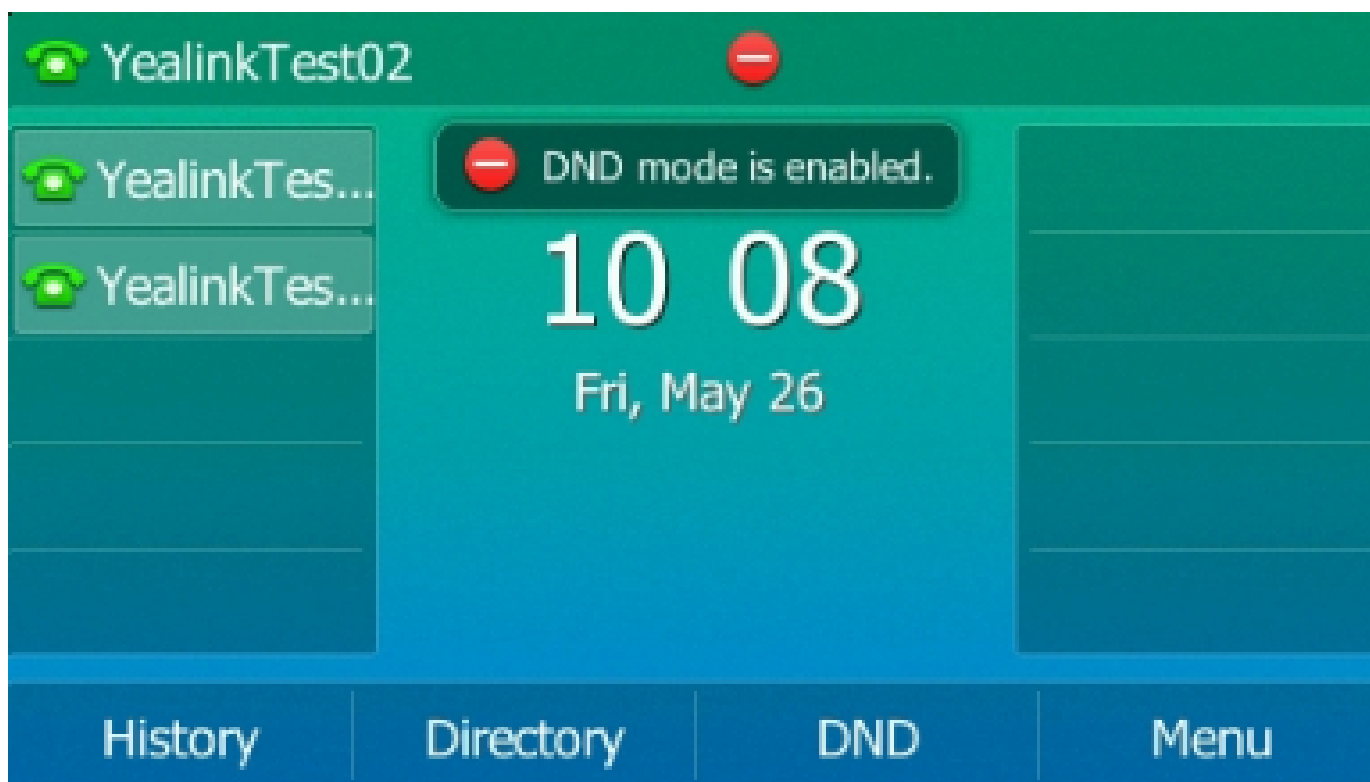 YealinkTest02
YealinkTes...
YealinkTes...
DND mode is enabled.
10 08
Fri, May 26
History
Directory
DND
Menu